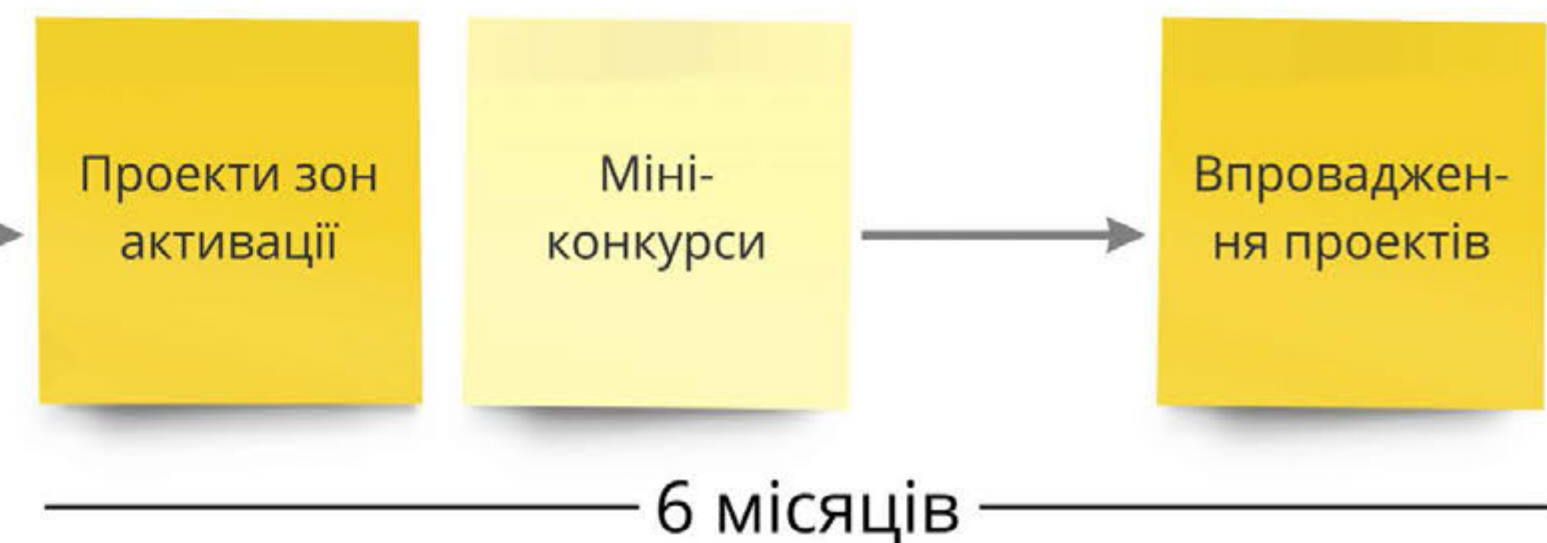 Проекти зон
активації
Міні-
конкурси
Впроваджен-
ня проектів
6 місяців